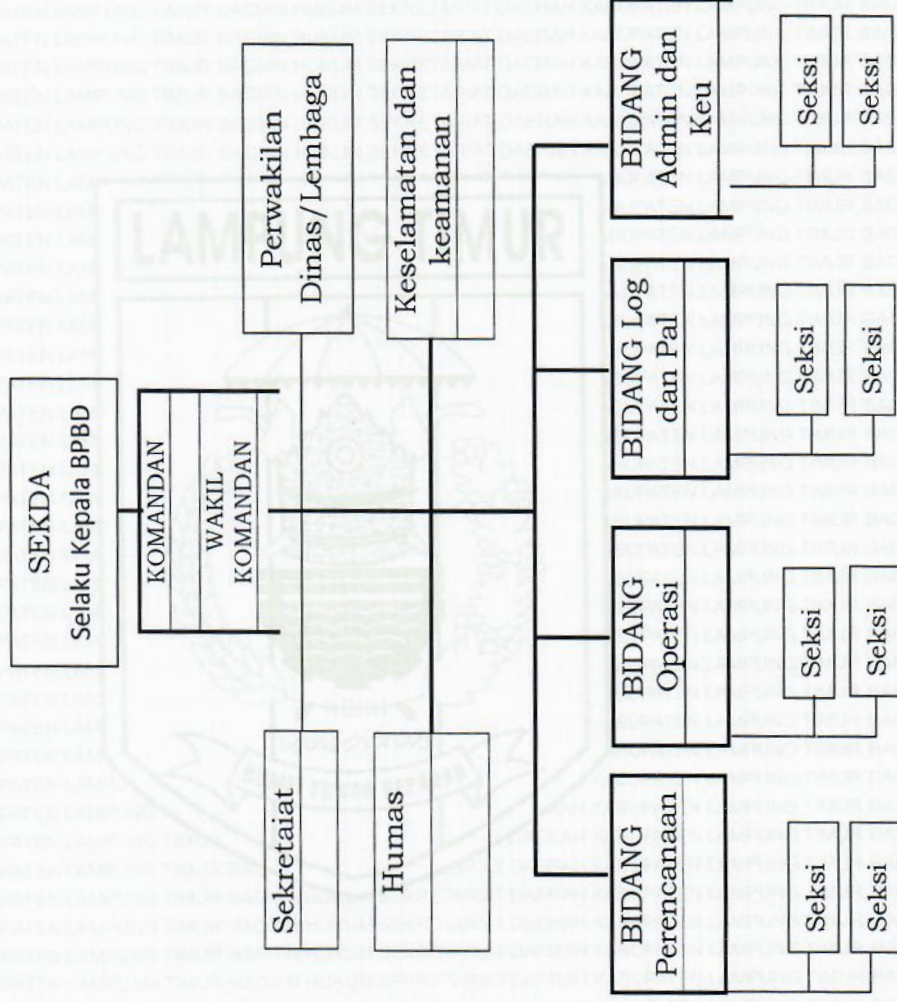 SEKDA
Selaku Kepala BPBD
KOMANDAN
WAKIL
KOMANDAN
Sekretaiat
Perwakilan
Dinas/Lembaga
Humas
Keselamatan dan
keamanan
BIDANG
Perencanaan
BIDANG
Operasi
BIDANG Log
dan Pal
BIDANG
Admin dan
Keu
Seksi
Seksi
Seksi
Seksi
Seksi
Seksi
Seksi
Seksi
LAMPUNG TIMUR